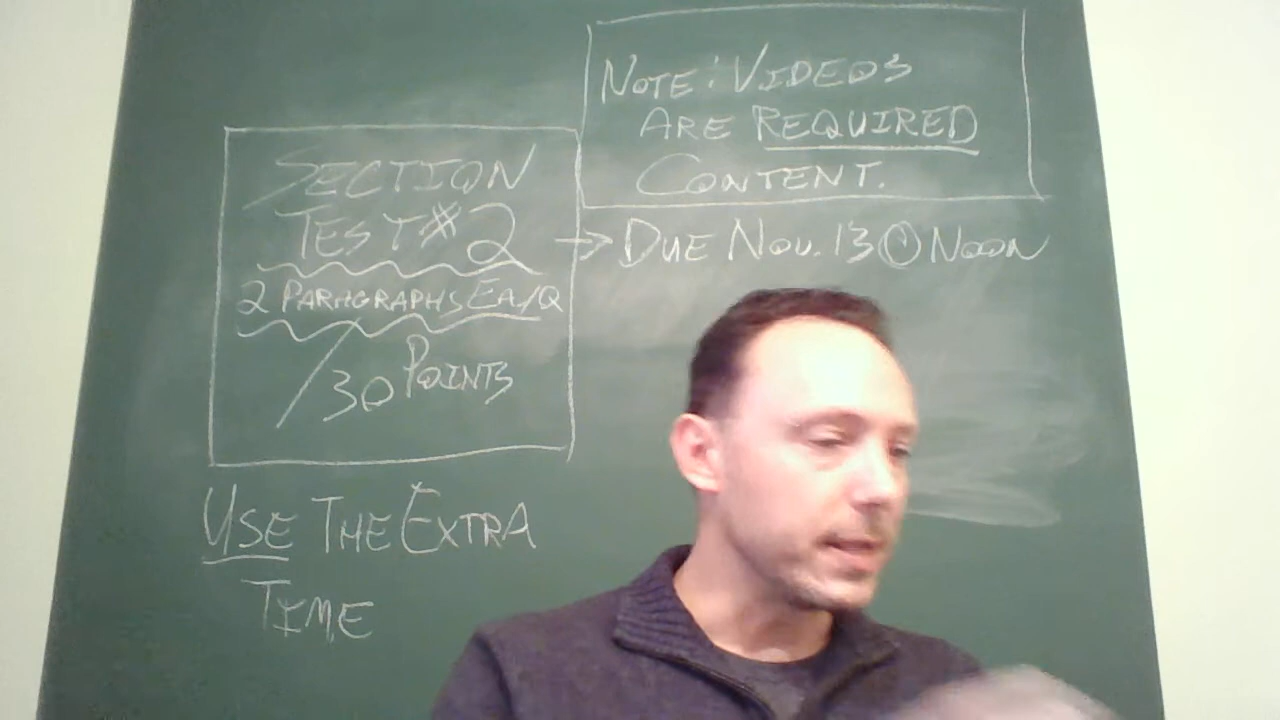 NOTE: VIDEOS
ARE REQUIRED
CONTENT.
SECTION
TEST #2
→ DUE NOV. 13 @ NOON
2 PARAGRAPHS EA/Q
/30 POINTS
USE THE EXTRA
TIME